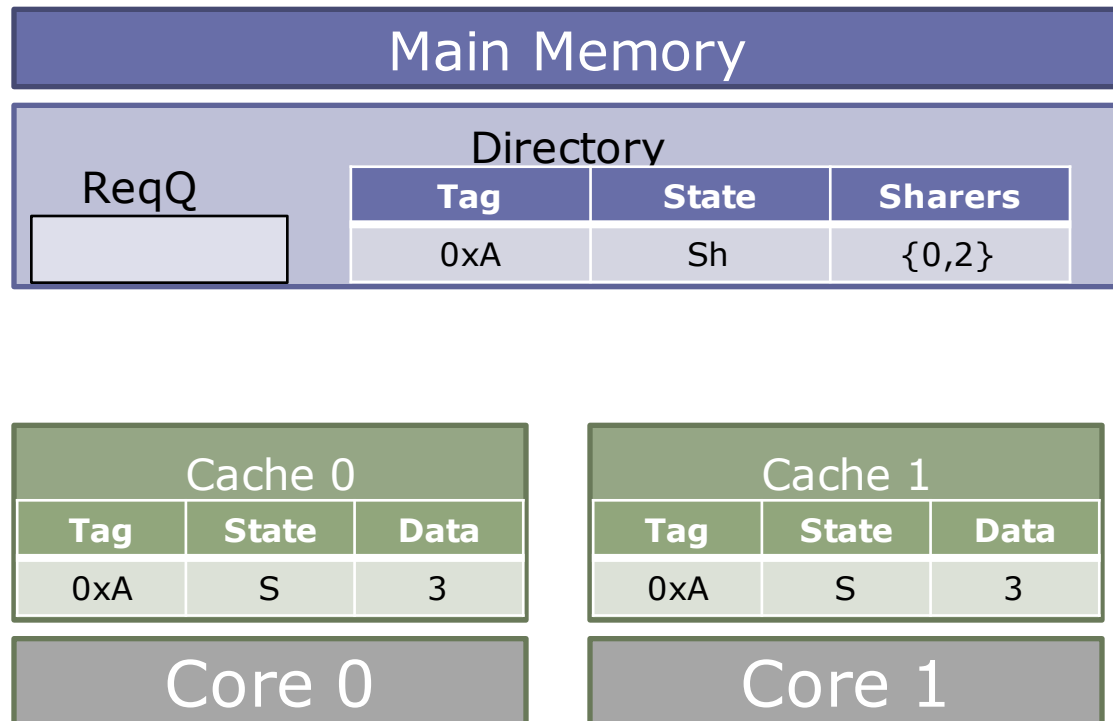 Main Memory
Directory
ReqQ
Tag State Sharers
0xA Sh {0,2}
Cache 0
Tag State Data
0xA S 3
Core 0
Cache 1
Tag State Data
0xA S 3
Core 1